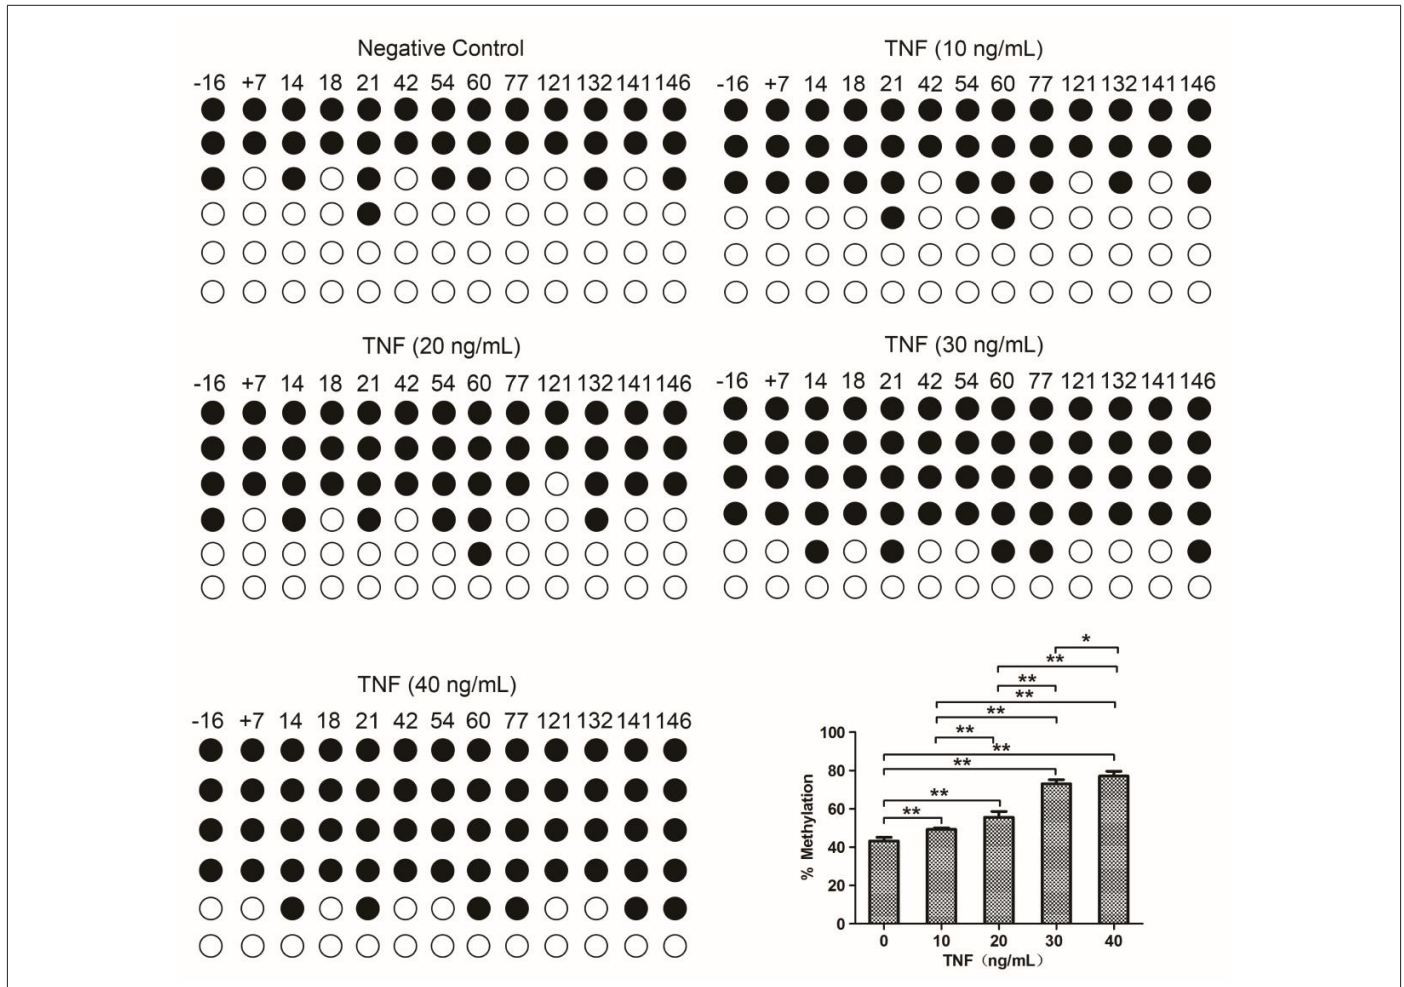 Negative Control
-16 +7 14 18 21 42 54 60 77 121 132 141 146
TNF (10 ng/mL)
-16 +7 14 18 21 42 54 60 77 121 132 141 146
TNF (20 ng/mL)
-16 +7 14 18 21 42 54 60 77 121 132 141 146
TNF (30 ng/mL)
-16 +7 14 18 21 42 54 60 77 121 132 141 146
TNF (40 ng/mL)
-16 +7 14 18 21 42 54 60 77 121 132 141 146
*
**
**
**
**
**
**
**
**
**
% Methylation
100
80
60
40
20
0
0 10 20 30 40
TNF（ng/mL）